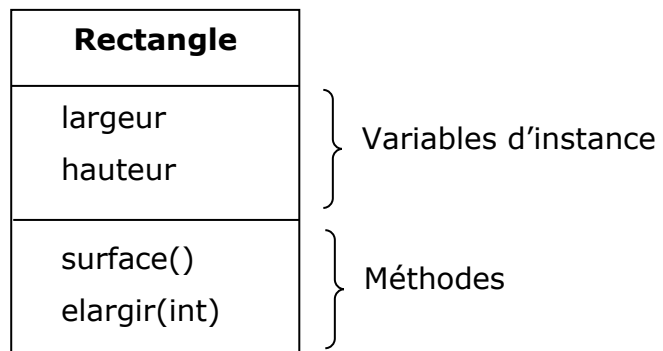 Rectangle
largeur
hauteur
Variables d’instance
surface()
elargir(int)
Méthodes